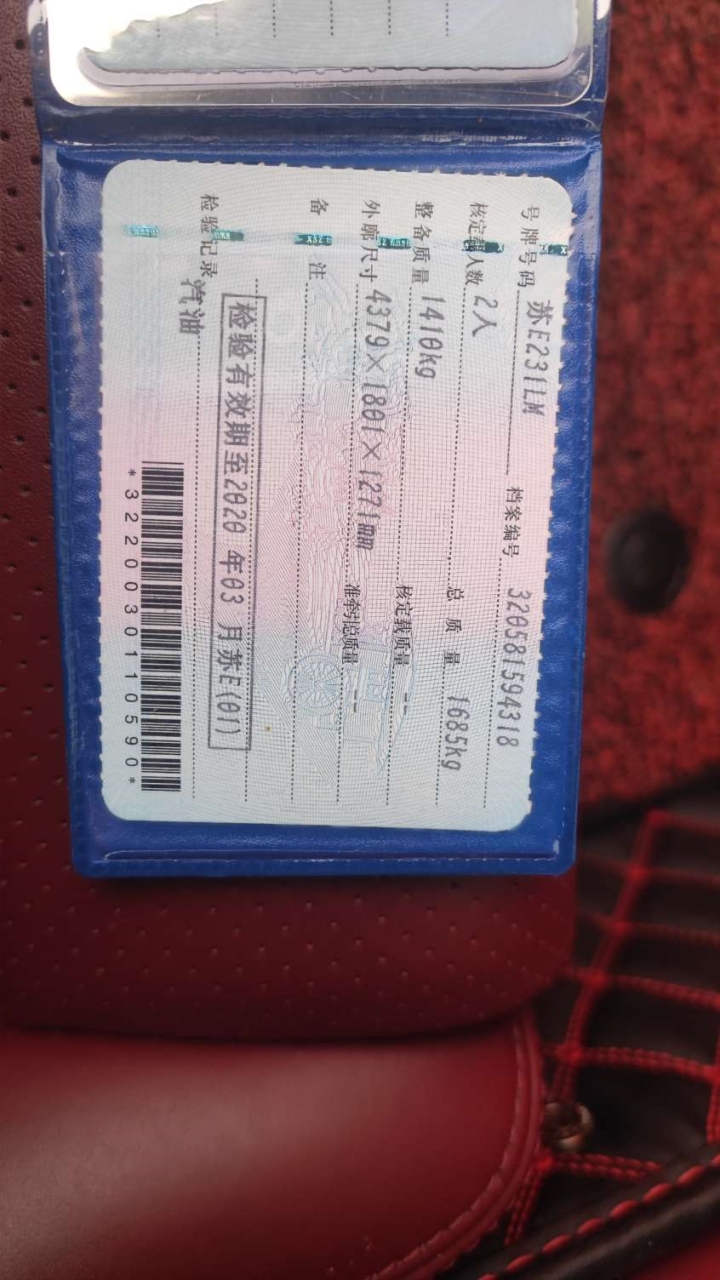 号牌号码 苏E231LM 档案编号 320581594318
核定载人数 2人 总质量 1685kg
整备质量 1410kg 核定载质量 --
外廓尺寸 4379×1801×1271mm 准牵引总质量 --
备注
检验有效期至2020年03月苏E(01)
检验记录 汽油
*3220030110590*